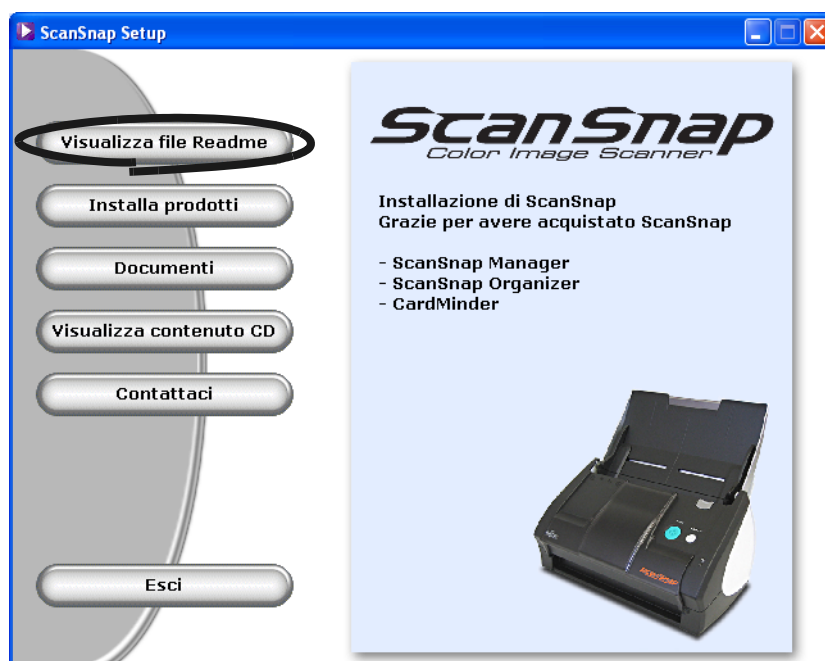 ScanSnap Setup
Visualizza file Readme
Installa prodotti
Documenti
Visualizza contenuto CD
Contattaci
Esci
ScanSnap
Color Image Scanner
Installazione di ScanSnap
Grazie per avere acquistato ScanSnap
- ScanSnap Manager
- ScanSnap Organizer
- CardMinder
ScanSnap